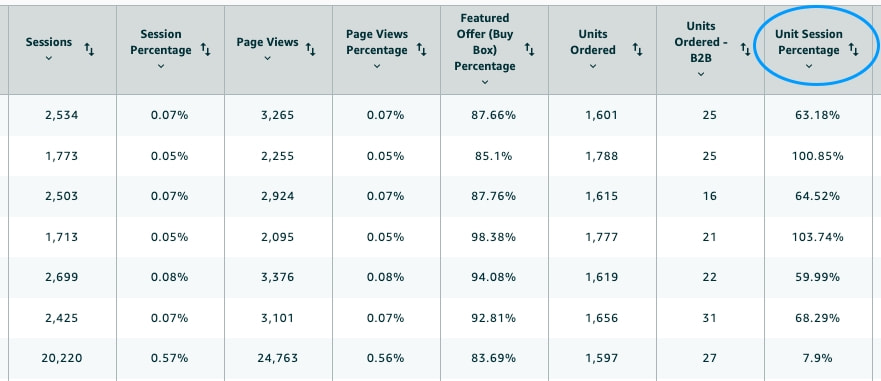 Sessions
Session Percentage
Page Views
Page Views Percentage
Featured Offer (Buy Box) Percentage
Units Ordered
Units Ordered - B2B
Unit Session Percentage
2,534 0.07% 3,265 0.07% 87.66% 1,601 25 63.18%
1,773 0.05% 2,255 0.05% 85.1% 1,788 25 100.85%
2,503 0.07% 2,924 0.07% 87.76% 1,615 16 64.52%
1,713 0.05% 2,095 0.05% 98.38% 1,777 21 103.74%
2,699 0.08% 3,376 0.08% 94.08% 1,619 22 59.99%
2,425 0.07% 3,101 0.07% 92.81% 1,656 31 68.29%
20,220 0.57% 24,763 0.56% 83.69% 1,597 27 7.9%